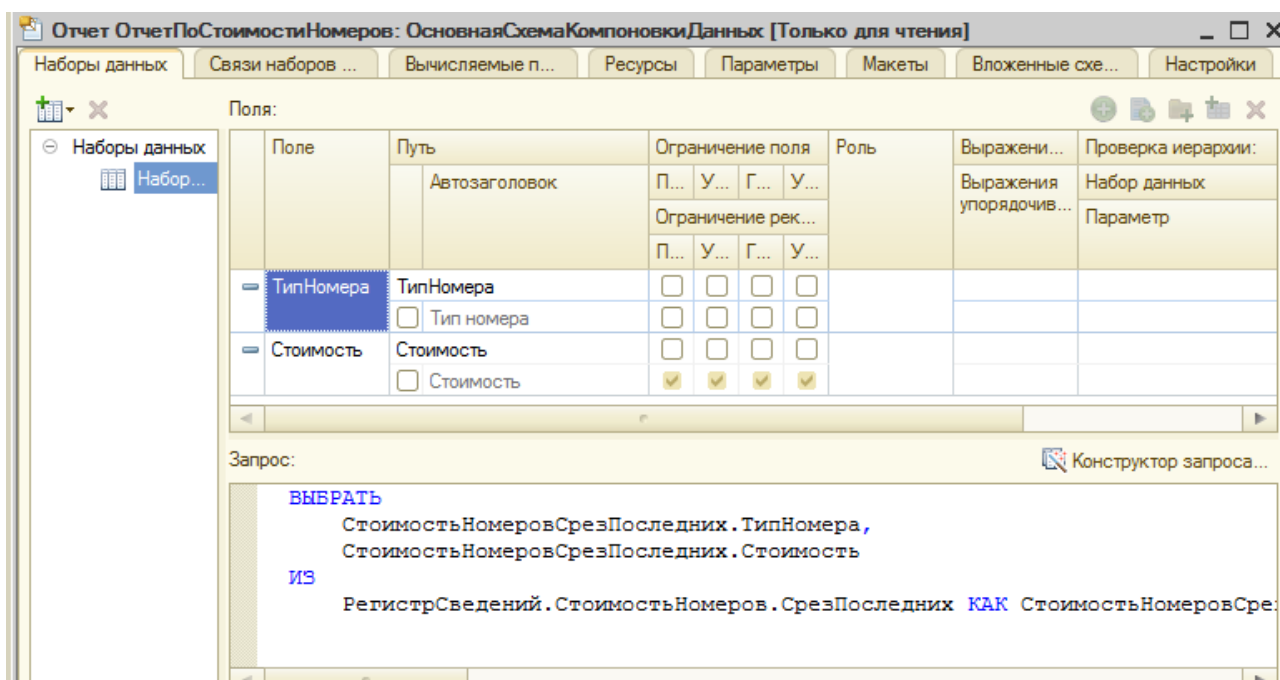 Отчет ОтчетПоСтоимостиНомеров: ОсновнаяСхемаКомпоновкиДанных [Только для чтения]
Наборы данных Связи наборов ... Вычисляемые п... Ресурсы Параметры Макеты Вложенные схе... Настройки
Поля:
Наборы данных
Набор...
Поле Путь Ограничение поля Роль Выражени... Проверка иерархии:
Автозаголовок П... У... Г... У... Выражения упорядочив... Набор данных
Ограничение рек... Параметр
П... У... Г... У...
ТипНомера ТипНомера
Тип номера
Стоимость Стоимость
Стоимость
Запрос: Конструктор запроса...
ВЫБРАТЬ
СтоимостьНомеровСрезПоследних.ТипНомера,
СтоимостьНомеровСрезПоследних.Стоимость
ИЗ
РегистрСведений.СтоимостьНомеров.СрезПоследних КАК СтоимостьНомеровСре